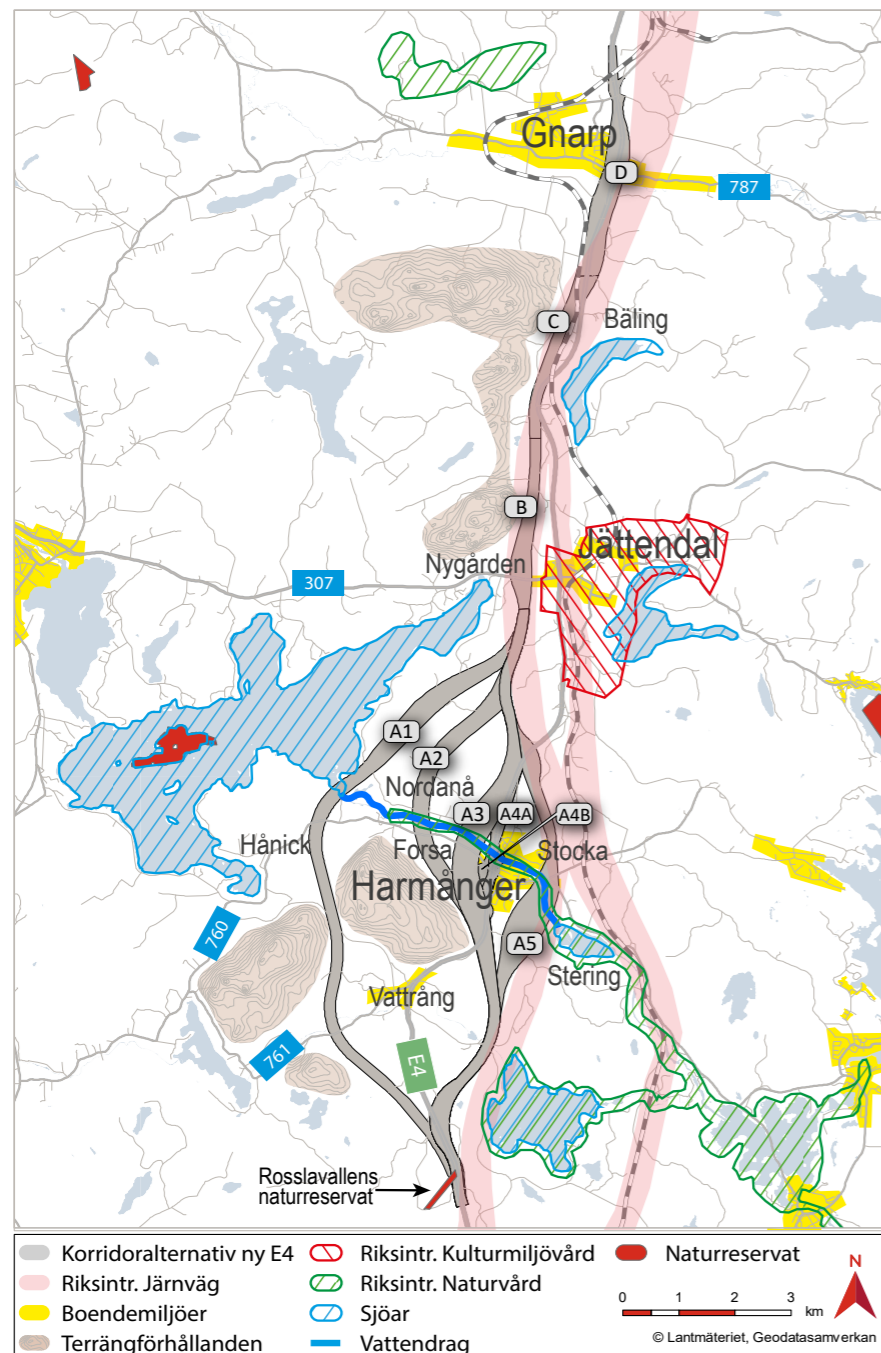 Gnarp
D
787
C
Bäling
B
Jättendal
Nygården
307
A1
A2
Nordanå
A3
A4A
A4B
Hånick
Forsa
Stocka
Harmånger
760
A5
Stering
Vattrång
761
E4
Rosslavallens
naturreservat
Korridoralternativ ny E4
Riksintr. Järnväg
Boendemiljöer
Terrängförhållanden
Riksintr. Kulturmiljövård
Riksintr. Naturvård
Sjöar
Vattendrag
Naturreservat
N
0 1 2 3
km
© Lantmäteriet, Geodatasamverkan